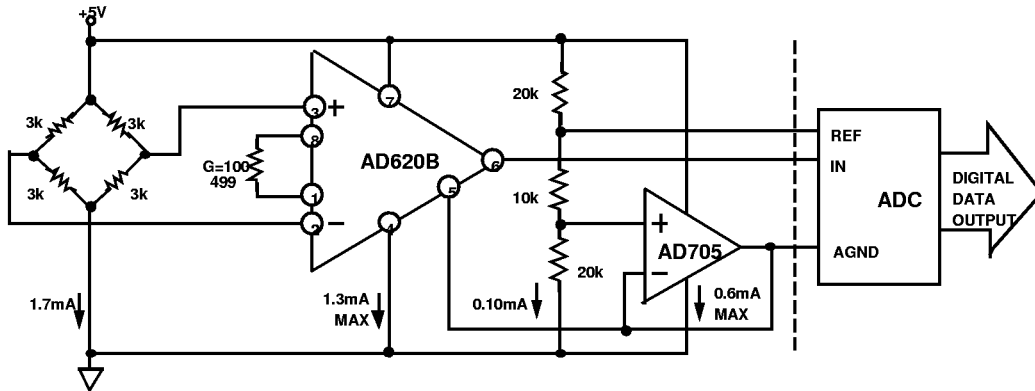 +5V
3k
3k
3k
3k
1.7mA
G=100
499
3
+
8
1
2
−
7
AD620B
6
5
4
1.3mA
MAX
20k
10k
20k
0.10mA
+
AD705
−
0.6mA
MAX
REF
IN
ADC
AGND
DIGITAL
DATA
OUTPUT